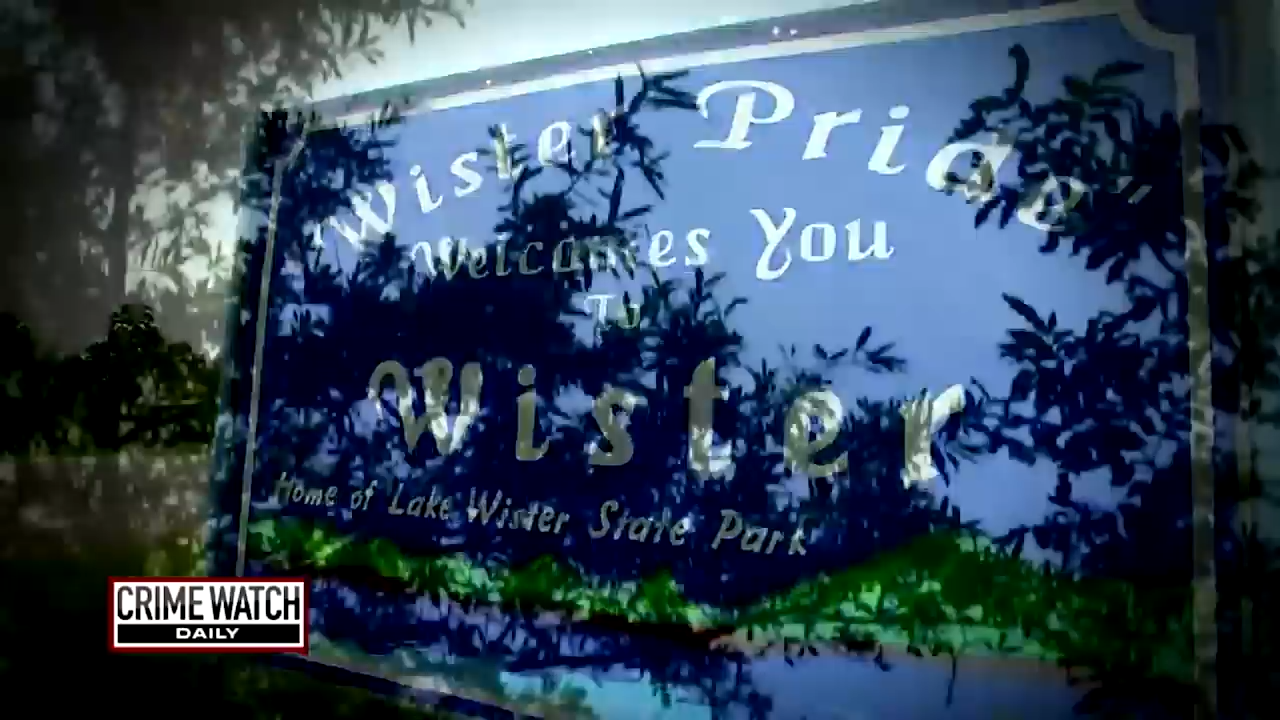 "Wister Pride"
Welcomes You
To
Wister
Home of Lake Wister State Park
CRIME WATCH
DAILY